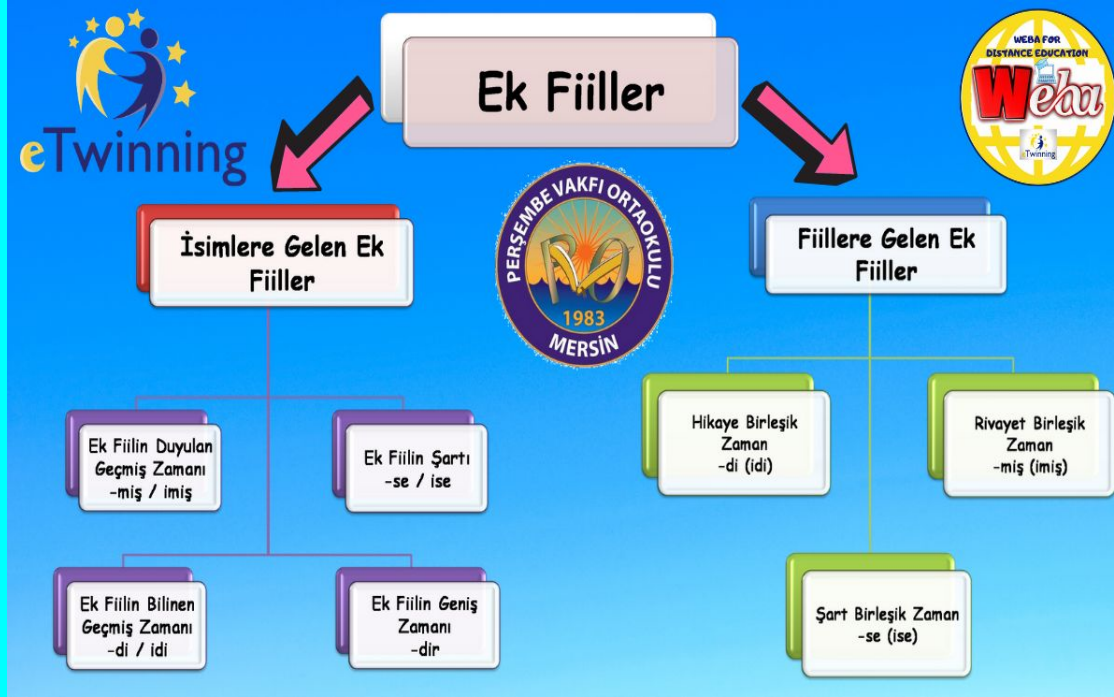 Ek Fiiller
eTwinning
WEBA FOR
DISTANCE EDUCATION
Weba
eTwinning
PERŞEMBE VAKFI ORTAOKULU
PVO
1983
MERSİN
İsimlere Gelen Ek
Fiiller
Fiillere Gelen Ek
Fiiller
Ek Fiilin Duyulan
Geçmiş Zamanı
-miş / imiş
Ek Fiilin Şartı
-se / ise
Hikaye Birleşik
Zaman
-di (idi)
Rivayet Birleşik
Zaman
-miş (imiş)
Ek Fiilin Bilinen
Geçmiş Zamanı
-di / idi
Ek Fiilin Geniş
Zamanı
-dir
Şart Birleşik Zaman
-se (ise)